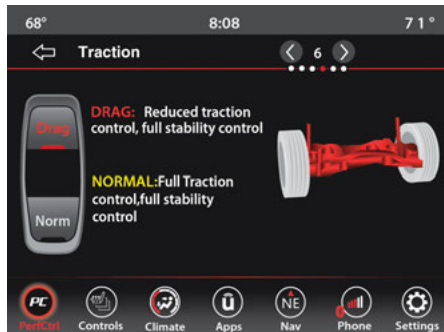 68° 8:08 71°
Traction 6
DRAG: Reduced traction
control, full stability control
Drag
NORMAL:Full Traction
control,full stability
control
Norm
PC ū NE
PerfCtrl Controls Climate Apps Nav Phone Settings